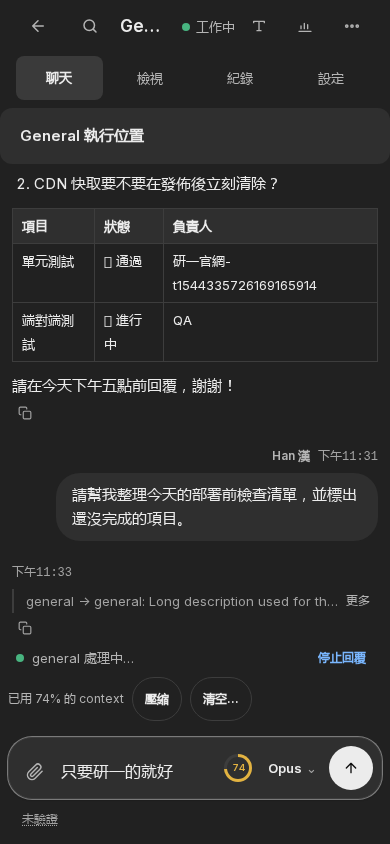 Ge...
工作中
聊天
檢視
紀錄
設定
General 執行位置
2. CDN 快取要不要在發佈後立刻清除？
項目 狀態 負責人
單元測試 通過 研一官網-
t1544335726169165914
端對端測 進行 QA
試 中
請在今天下午五點前回覆，謝謝！
Han 漢 下午11:31
請幫我整理今天的部署前檢查清單，並標出
還沒完成的項目。
下午11:33
general → general: Long description used for th... 更多
general 處理中... 停止回覆
已用 74% 的 context 壓縮 清空...
只要研一的就好 74 Opus
未驗證